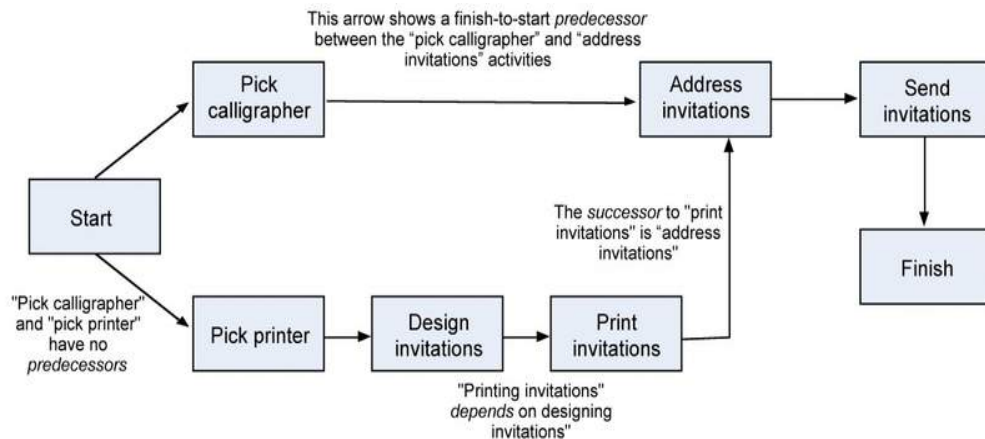 This arrow shows a finish-to-start predecessor
between the “pick calligrapher” and “address
invitations” activities
Pick
calligrapher
Address
invitations
Send
invitations
Start
The successor to "print
invitations" is “address
invitations"
Finish
"Pick calligrapher"
and "pick printer"
have no
predecessors
Pick printer
Design
invitations
Print
invitations
"Printing invitations"
depends on designing
invitations"